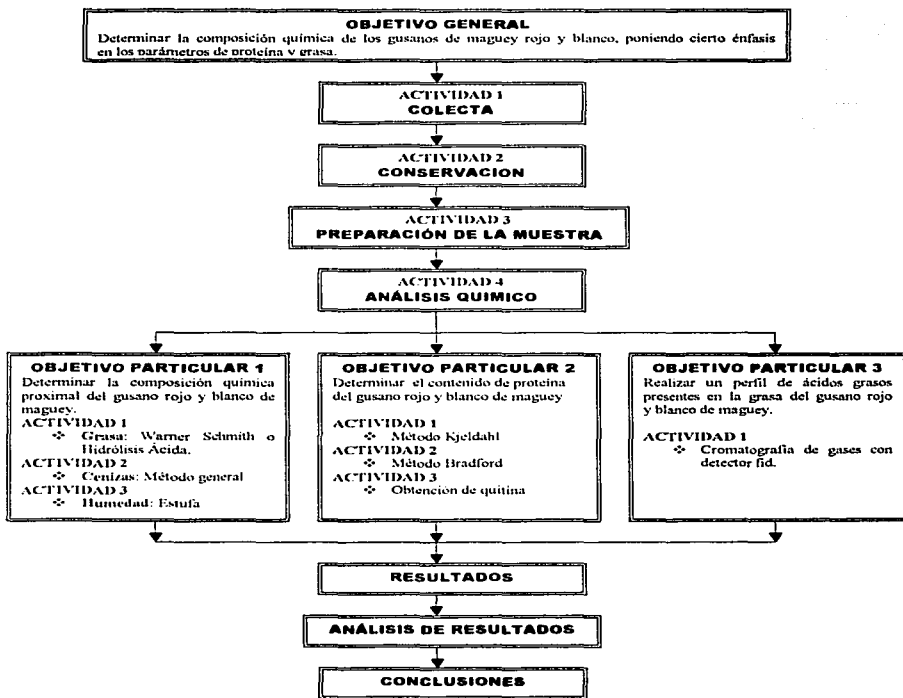 OBJETIVO GENERAL
Determinar la composición química de los gusanos de maguey rojo y blanco, poniendo cierto énfasis
en los parámetros de proteína y grasa.
ACTIVIDAD 1
COLECTA
ACTIVIDAD 2
CONSERVACION
ACTIVIDAD 3
PREPARACIÓN DE LA MUESTRA
ACTIVIDAD 4
ANÁLISIS QUIMICO
OBJETIVO PARTICULAR 1
Determinar la composición química
proximal del gusano rojo y blanco de
maguey.
ACTIVIDAD 1
❖ Grasa: Warner Schmith o
Hidrólisis Ácida.
ACTIVIDAD 2
❖ Cenizas: Método general
ACTIVIDAD 3
❖ Humedad: Estufa
OBJETIVO PARTICULAR 2
Determinar el contenido de proteína
del gusano rojo y blanco de maguey
ACTIVIDAD 1
❖ Método Kjeldahl
ACTIVIDAD 2
❖ Método Bradford
ACTIVIDAD 3
❖ Obtención de quitina
OBJETIVO PARTICULAR 3
Realizar un perfil de ácidos grasos
presentes en la grasa del gusano rojo
y blanco de maguey.
ACTIVIDAD 1
❖ Cromatografía de gases con
detector fid.
RESULTADOS
ANÁLISIS DE RESULTADOS
CONCLUSIONES